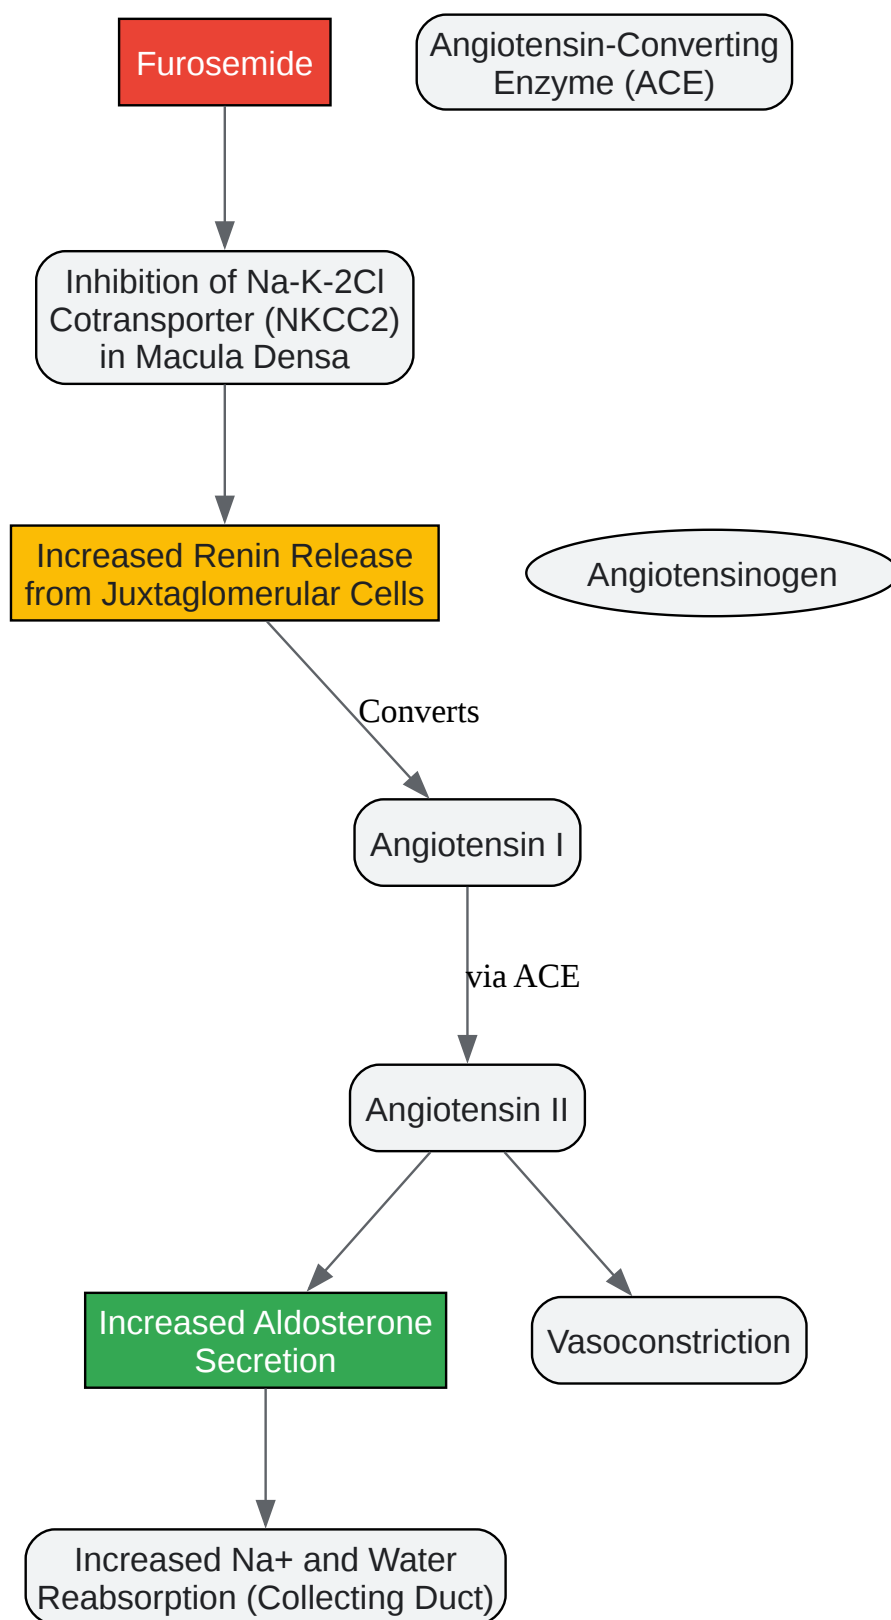 Furosemide
Angiotensin-Converting
Enzyme (ACE)
Inhibition of Na-K-2Cl
Cotransporter (NKCC2)
in Macula Densa
Increased Renin Release
from Juxtaglomerular Cells
Angiotensinogen
Converts
Angiotensin I
via ACE
Angiotensin II
Increased Aldosterone
Secretion
Vasoconstriction
Increased Na+ and Water
Reabsorption (Collecting Duct)